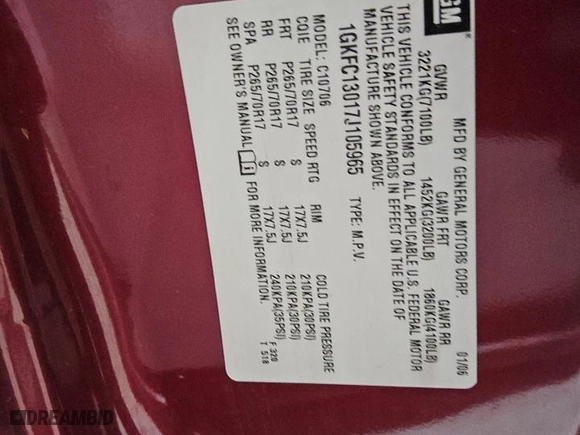 GM
MFD BY GENERAL MOTORS CORP. 01/06
GVWR GAWR FRT GAWR RR
3221KG(7100LB) 1452KG(3200LB) 1860KG(4100LB)
THIS VEHICLE CONFORMS TO ALL APPLICABLE U.S. FEDERAL MOTOR
VEHICLE SAFETY STANDARDS IN EFFECT ON THE DATE OF
MANUFACTURE SHOWN ABOVE.
1GKFC13017J105965 TYPE: M.P.V.
MODEL: C10706
COIE TIRE SIZE SPEED RTG RIM COLD TIRE PRESSURE
FRT P265/70R17 S 17X7.5J 210KPA(30PSI)
RR P265/70R17 S 17X7.5J 210KPA(30PSI)
SPA P265/70R17 S 17X7.5J 240KPA(35PSI)
SEE OWNER'S MANUAL FOR MORE INFORMATION.
F 320
T 518
DREAMBID